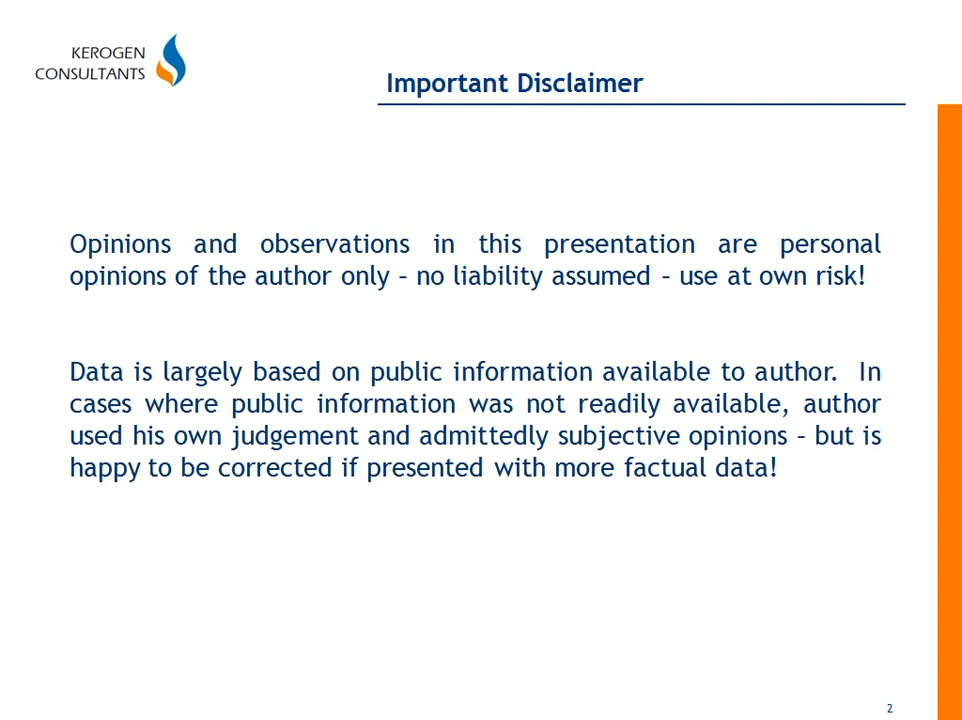 KEROGEN
CONSULTANTS
Important Disclaimer
Opinions and observations in this presentation are personal
opinions of the author only – no liability assumed – use at own risk!
Data is largely based on public information available to author.  In
cases where public information was not readily available, author
used his own judgement and admittedly subjective opinions – but is
happy to be corrected if presented with more factual data!
2